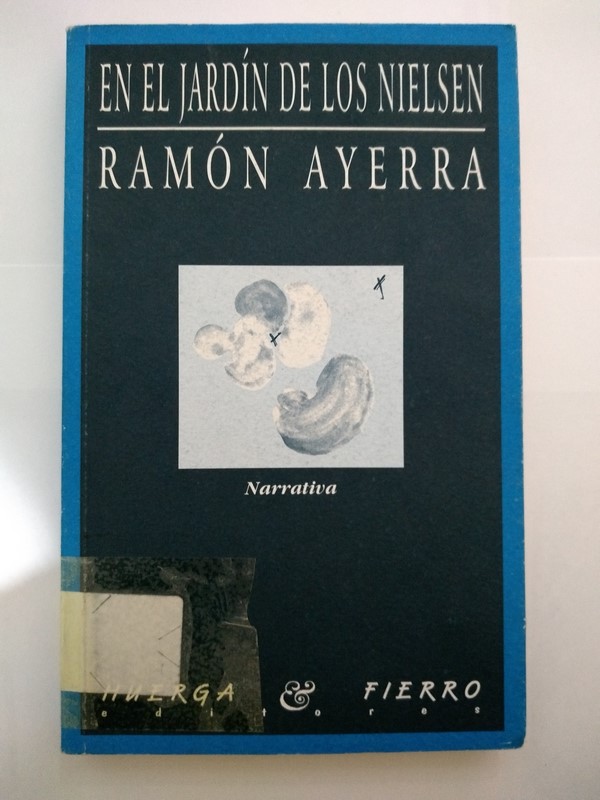 EN EL JARDÍN DE LOS NIELSEN
RAMÓN AYERRA
Narrativa
HUERGA & FIERRO
editores